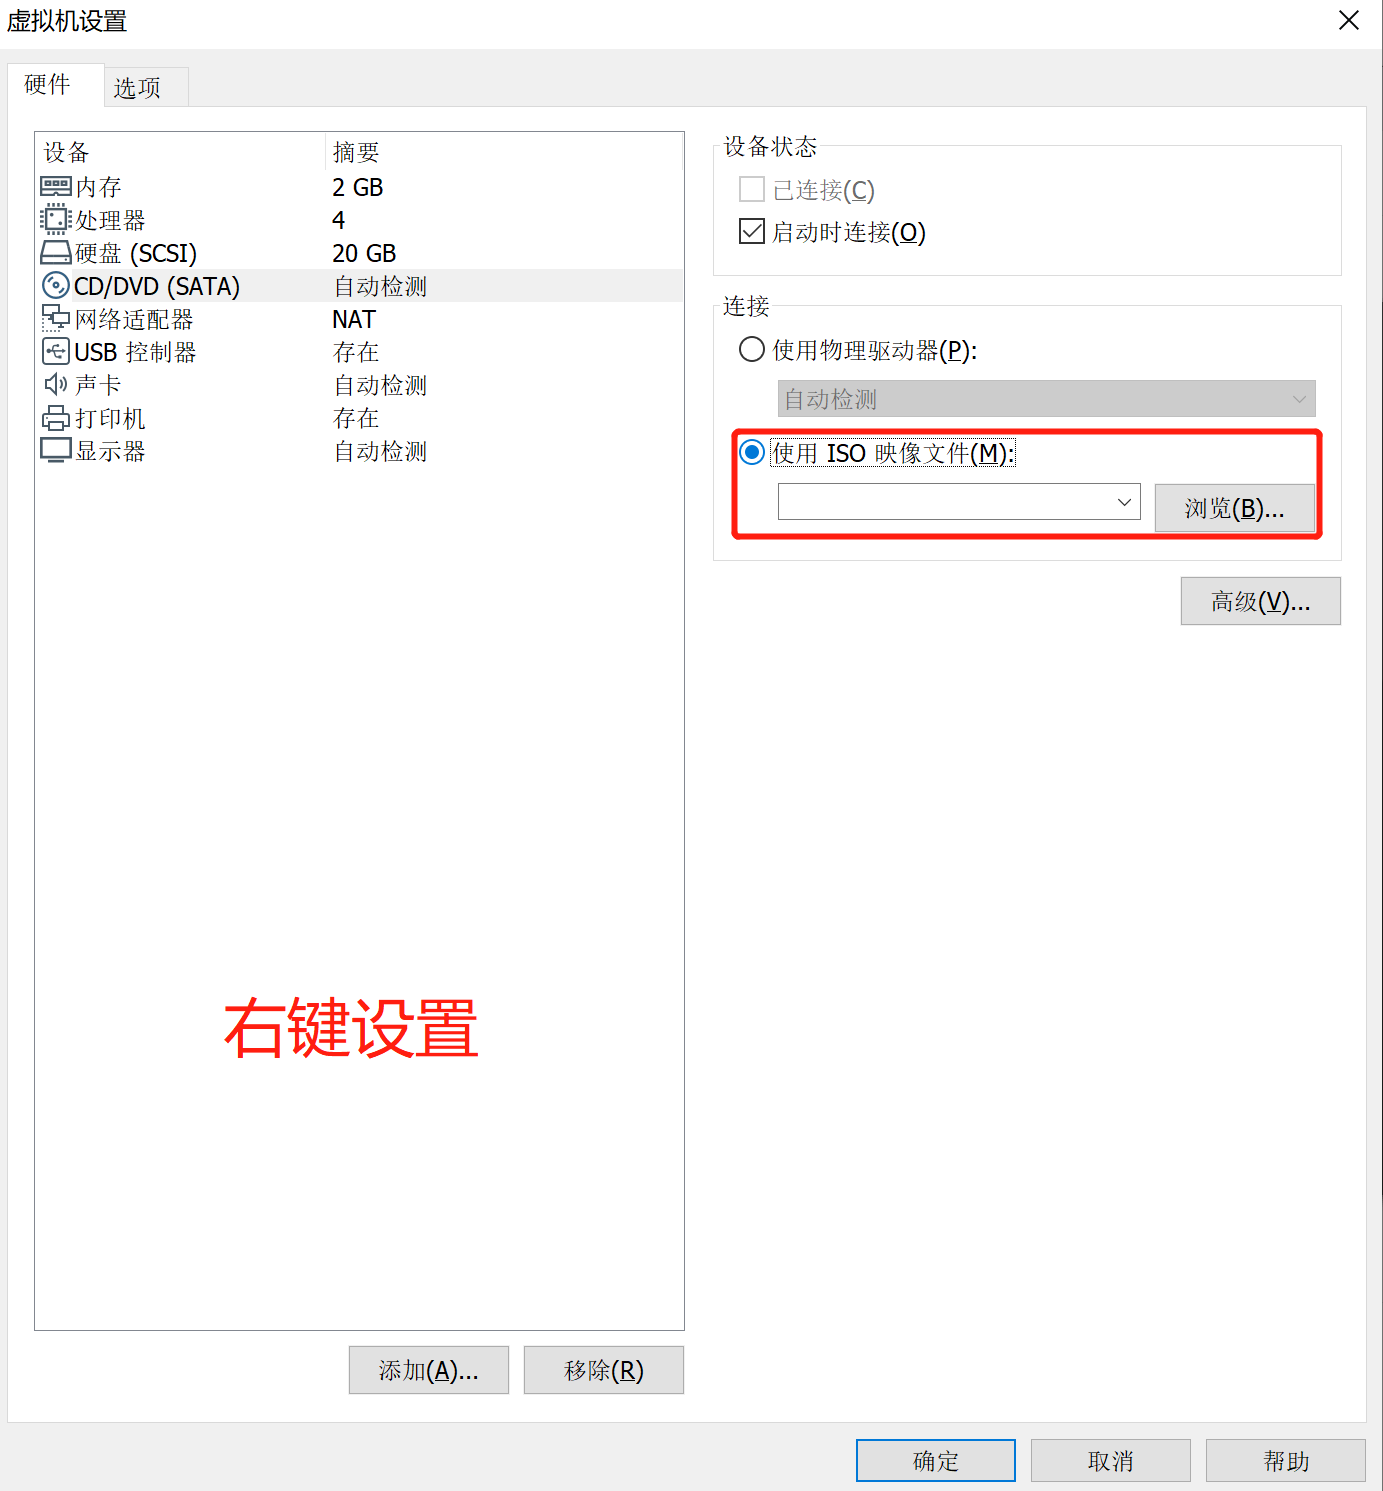 虚拟机设置
硬件 选项
设备 摘要
内存 2 GB
处理器 4
硬盘 (SCSI) 20 GB
CD/DVD (SATA) 自动检测
网络适配器 NAT
USB 控制器 存在
声卡 自动检测
打印机 存在
显示器 自动检测
右键设置
添加(A)... 移除(R)
设备状态
已连接(C)
启动时连接(O)
连接
使用物理驱动器(P):
自动检测
使用 ISO 映像文件(M):
浏览(B)...
高级(V)...
确定 取消 帮助